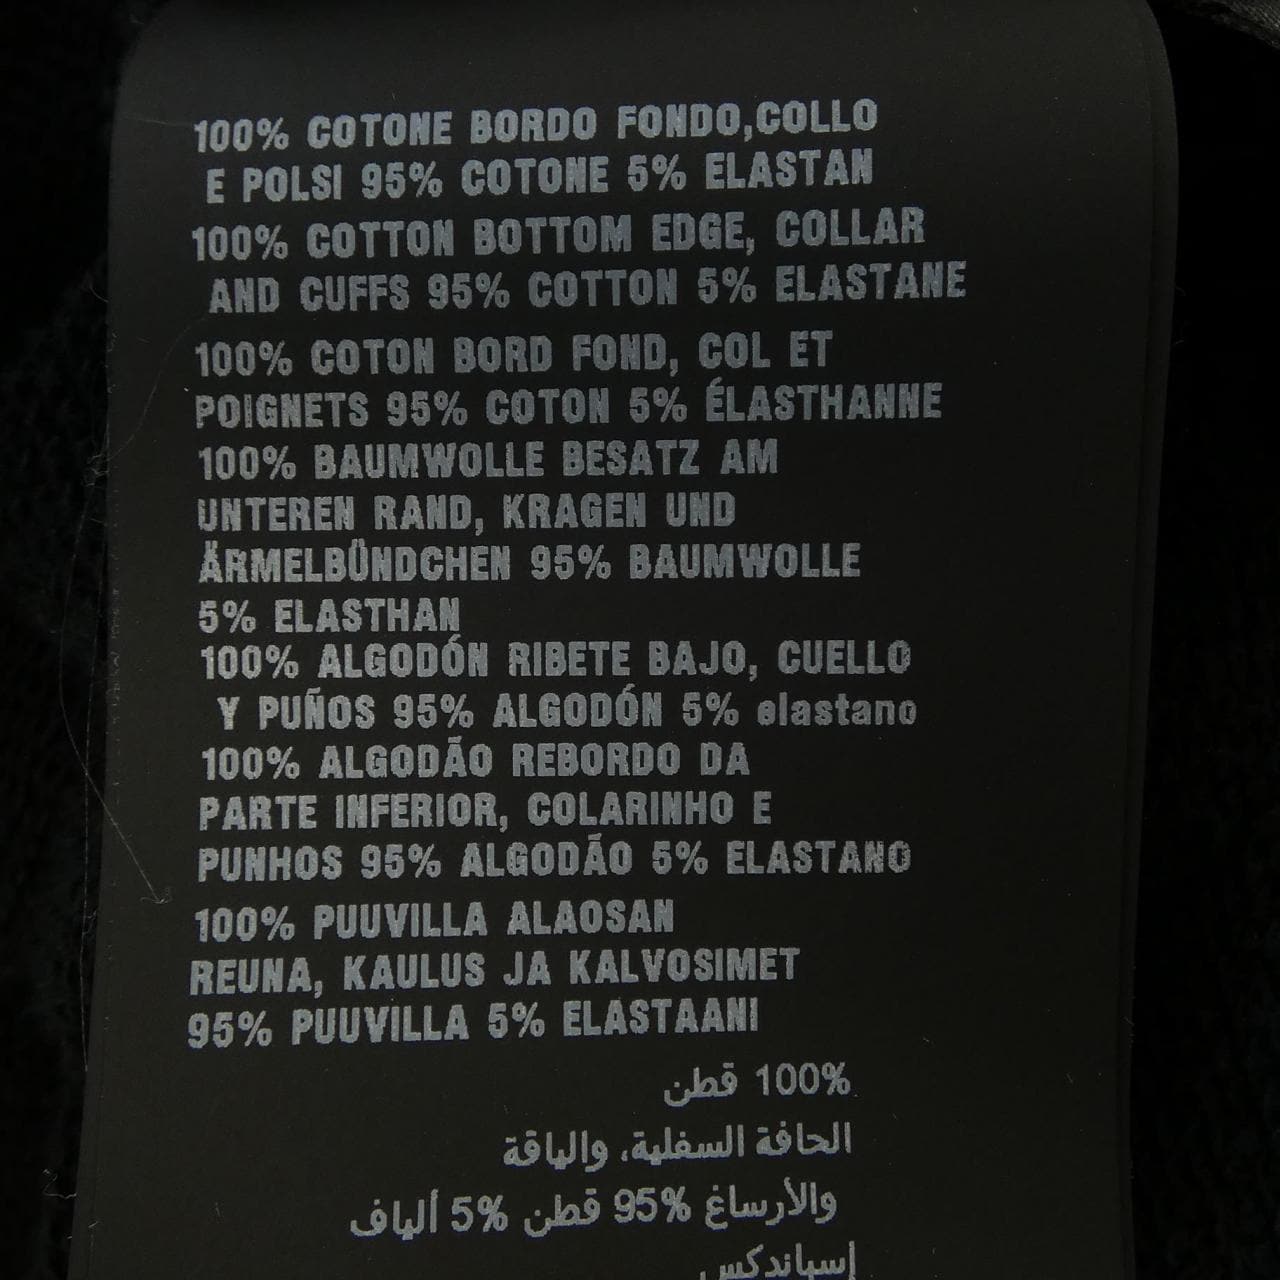 100% COTONE BORDO FONDO,COLLO
E POLSI 95% COTONE 5% ELASTAN
100% COTTON BOTTOM EDGE, COLLAR
AND CUFFS 95% COTTON 5% ELASTANE
100% COTON BORD FOND, COL ET
POIGNETS 95% COTON 5% ÉLASTHANNE
100% BAUMWOLLE BESATZ AM
UNTEREN RAND, KRAGEN UND
ÄRMELBÜNDCHEN 95% BAUMWOLLE
5% ELASTHAN
100% ALGODÓN RIBETE BAJO, CUELLO
Y PUÑOS 95% ALGODÓN 5% elastano
100% ALGODÃO REBORDO DA
PARTE INFERIOR, COLARINHO E
PUNHOS 95% ALGODÃO 5% ELASTANO
100% PUUVILLA ALAOSAN
REUNA, KAULUS JA KALVOSIMET
95% PUUVILLA 5% ELASTAANI
100% قطن
الحافة السفلية، والياقة
والأرساغ 95% قطن 5% ألياف
إسباندكس